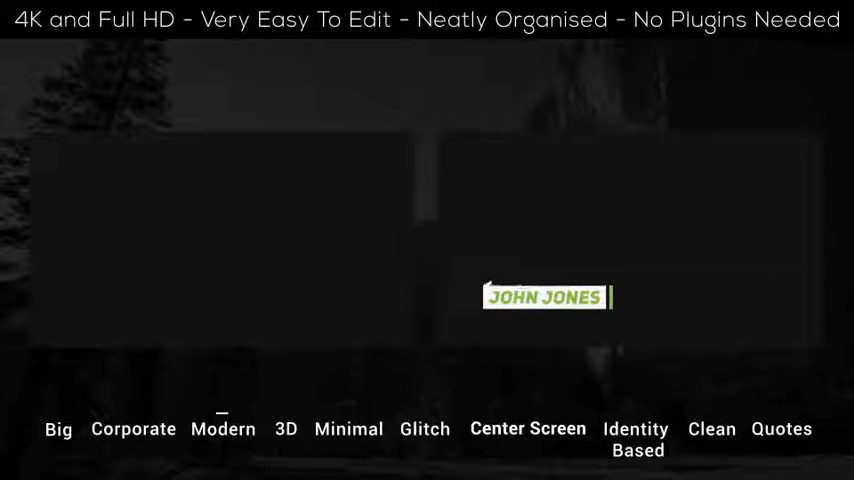 4K and Full HD - Very Easy To Edit - Neatly Organised - No Plugins Needed
JOHN JONES
Big Corporate Modern 3D Minimal Glitch Center Screen Identity Based Clean Quotes